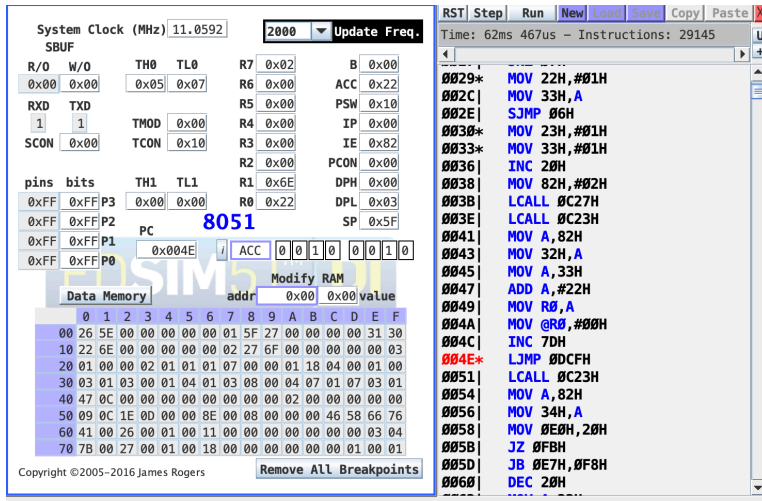 System Clock (MHz) 11.0592 2000 Update Freq.
SBUF
R/O W/O TH0 TL0 R7 0x02 B 0x00
0x00 0x00 0x05 0x07 R6 0x00 ACC 0x22
RXD TXD R5 0x00 PSW 0x10
1 1 TMOD 0x00 R4 0x00 IP 0x00
SCON 0x00 TCON 0x10 R3 0x00 IE 0x82
R2 0x00 PCON 0x00
pins bits TH1 TL1 R1 0x6E DPH 0x00
0xFF 0xFF P3 0x00 0x00 R0 0x22 DPL 0x03
0xFF 0xFF P2 PC 8051 SP 0x5F
0xFF 0xFF P1 0x004E i ACC 0 0 1 0 0 0 1 0
0xFF 0xFF P0
Modify RAM
Data Memory addr 0x00 0x00 value
0 1 2 3 4 5 6 7 8 9 A B C D E F
00 26 5E 00 00 00 00 00 01 5F 27 00 00 00 00 31 30
10 22 6E 00 00 00 00 00 02 27 6F 00 00 00 00 00 03
20 01 00 00 02 01 01 01 07 00 00 01 18 04 00 01 00
30 03 01 03 00 01 04 01 03 08 00 04 07 01 07 03 01
40 47 0C 00 00 00 00 00 00 00 02 00 00 00 00 00 00
50 09 0C 1E 0D 00 00 8E 00 08 00 00 00 46 58 66 76
60 41 00 26 00 01 00 11 00 00 00 00 00 00 00 03 04
70 7B 00 27 00 01 00 18 00 00 00 00 00 00 01 00 01
Copyright ©2005-2016 James Rogers Remove All Breakpoints
RST Step Run New Load Save Copy Paste X
Time: 62ms 467us - Instructions: 29145 U
+
0029* MOV 22H,#01H
002C| MOV 33H,A
002E| SJMP 06H
0030* MOV 23H,#01H
0033* MOV 33H,#01H
0036| INC 20H
0038| MOV 82H,#02H
003B| LCALL 0C27H
003E| LCALL 0C23H
0041| MOV A,82H
0043| MOV 32H,A
0045| MOV A,33H
0047| ADD A,#22H
0049| MOV R0,A
004A| MOV @R0,#00H
004C| INC 7DH
004E* LJMP 0DCFH
0051| LCALL 0C23H
0054| MOV A,82H
0056| MOV 34H,A
0058| MOV 0E0H,20H
005B| JZ 0FBH
005D| JB 0E7H,0F8H
0060| DEC 20H